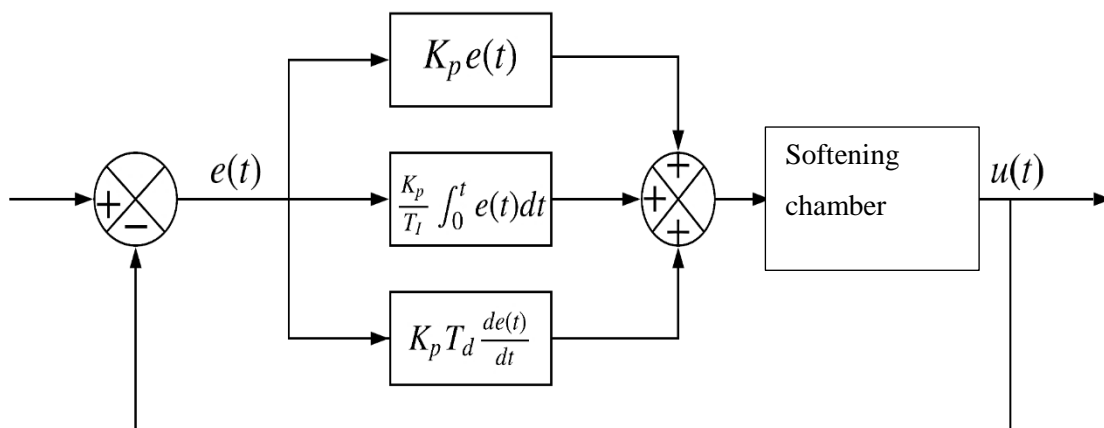 K_p e(t)
+
Softening
chamber
e(t)
u(t)
+
−
K_p/T_I ∫_0^t e(t)dt
+
+
K_p T_d de(t)/dt